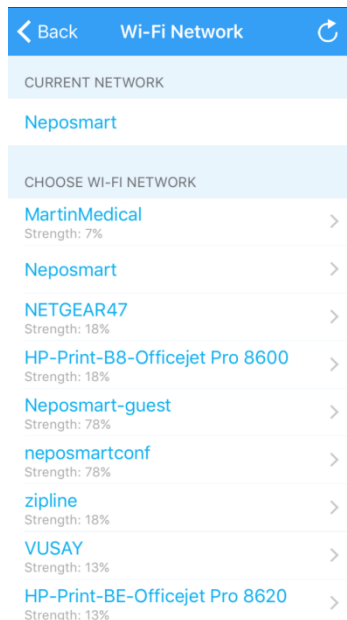 Back Wi-Fi Network
CURRENT NETWORK
Neposmart
CHOOSE WI-FI NETWORK
MartinMedical
Strength: 7%
Neposmart
NETGEAR47
Strength: 18%
HP-Print-B8-Officejet Pro 8600
Strength: 18%
Neposmart-guest
Strength: 78%
neposmartconf
Strength: 78%
zipline
Strength: 18%
VUSAY
Strength: 13%
HP-Print-BE-Officejet Pro 8620
Strength: 13%